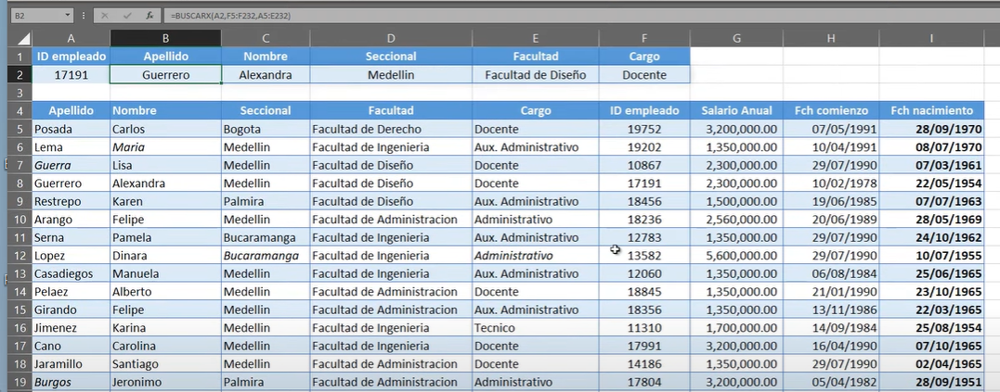 B2 fx =BUSCARX(A2,F5:F232,A5:E232)
A B C D E F G H I
1 ID empleado Apellido Nombre Seccional Facultad Cargo
2 17191 Guerrero Alexandra Medellin Facultad de Diseño Docente
3
4 Apellido Nombre Seccional Facultad Cargo ID empleado Salario Anual Fch comienzo Fch nacimiento
5 Posada Carlos Bogota Facultad de Derecho Docente 19752 3,200,000.00 07/05/1991 28/09/1970
6 Lema Maria Medellin Facultad de Ingenieria Aux. Administrativo 19202 1,350,000.00 10/04/1991 08/07/1970
7 Guerra Lisa Medellin Facultad de Diseño Docente 10867 2,300,000.00 29/07/1990 07/03/1961
8 Guerrero Alexandra Medellin Facultad de Diseño Docente 17191 2,300,000.00 10/02/1978 22/05/1954
9 Restrepo Karen Palmira Facultad de Diseño Aux. Administrativo 18456 1,500,000.00 19/06/1985 07/07/1963
10 Arango Felipe Medellin Facultad de Administracion Administrativo 18236 2,560,000.00 20/06/1989 28/05/1969
11 Serna Pamela Bucaramanga Facultad de Ingenieria Aux. Administrativo 12783 1,350,000.00 29/07/1990 24/10/1962
12 Lopez Dinara Bucaramanga Facultad de Ingenieria Administrativo 13582 5,600,000.00 29/07/1990 10/07/1955
13 Casadiegos Manuela Medellin Facultad de Ingenieria Aux. Administrativo 12060 1,350,000.00 06/08/1984 25/06/1965
14 Pelaez Alberto Medellin Facultad de Administracion Docente 18845 1,350,000.00 21/01/1990 23/10/1965
15 Girando Felipe Medellin Facultad de Ingenieria Aux. Administrativo 18356 1,350,000.00 13/11/1986 22/03/1965
16 Jimenez Karina Medellin Facultad de Ingenieria Tecnico 11310 1,700,000.00 14/09/1984 25/08/1954
17 Cano Carolina Medellin Facultad de Ingenieria Docente 17991 3,200,000.00 16/04/1990 07/10/1965
18 Jaramillo Santiago Medellin Facultad de Administracion Docente 14186 1,350,000.00 29/07/1990 02/04/1965
19 Burgos Jeronimo Palmira Facultad de Administracion Administrativo 17804 3,200,000.00 05/04/1982 28/09/1951